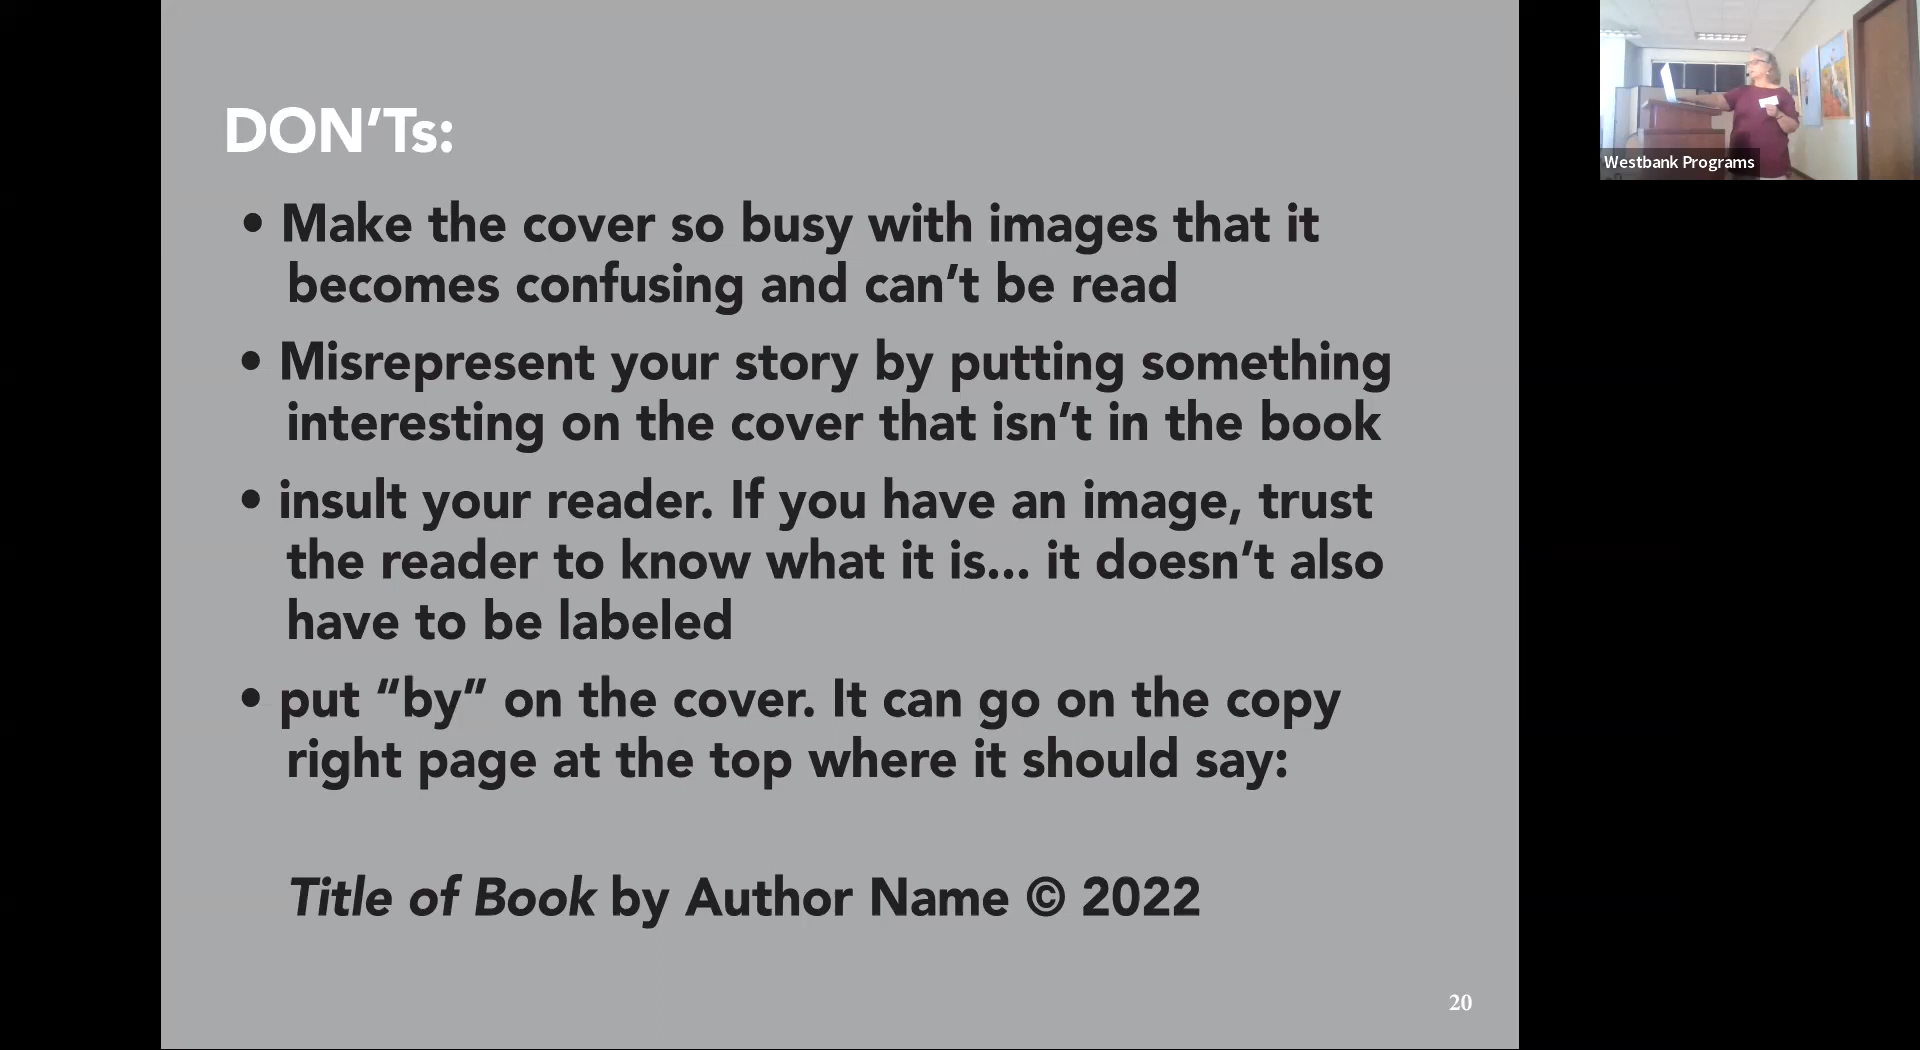 DON’Ts:
• Make the cover so busy with images that it
becomes confusing and can’t be read
• Misrepresent your story by putting something
interesting on the cover that isn’t in the book
• insult your reader. If you have an image, trust
the reader to know what it is... it doesn’t also
have to be labeled
• put “by” on the cover. It can go on the copy
right page at the top where it should say:
Title of Book by Author Name © 2022
20
Westbank Programs